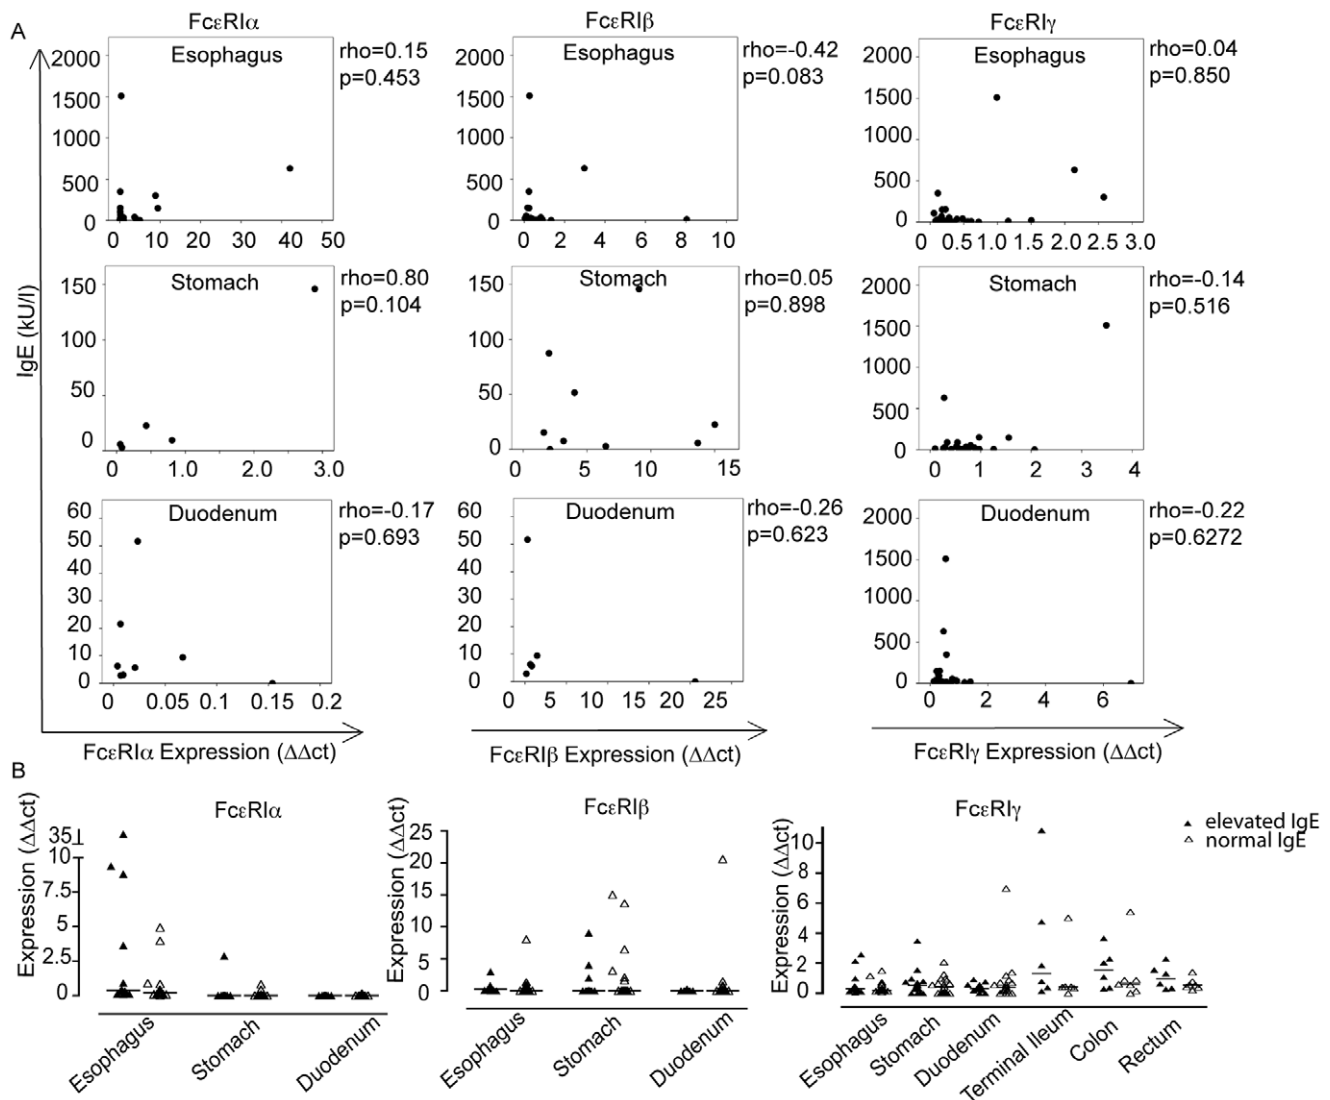 A
FcεRIα
FcεRIβ
FcεRIγ
IgE (kU/l)
Esophagus
rho=0.15
p=0.453
2000
1500
1000
500
0
0 10 20 30 40 50
Esophagus
rho=-0.42
p=0.083
2000
1500
1000
500
0
0 2 4 6 8 10
Esophagus
rho=0.04
p=0.850
2000
1500
1000
500
0
0 0.5 1.0 1.5 2.0 2.5 3.0
Stomach
rho=0.80
p=0.104
150
100
50
0
0 1.0 2.0 3.0
Stomach
rho=0.05
p=0.898
150
100
50
0
0 5 10 15
Stomach
rho=-0.14
p=0.516
2000
1500
1000
500
0
0 1 2 3 4
Duodenum
rho=-0.17
p=0.693
60
50
40
30
20
10
0
0 0.05 0.1 0.15 0.2
Duodenum
rho=-0.26
p=0.623
60
50
40
30
20
10
0
0 5 10 15 20 25
Duodenum
rho=-0.22
p=0.6272
2000
1500
1000
500
0
0 2 4 6
FcεRIα Expression (ΔΔct)
FcεRIβ Expression (ΔΔct)
FcεRIγ Expression (ΔΔct)
B
FcεRIα
Expression (ΔΔct)
35
10
7.5
5
2.5
0
Esophagus
Stomach
Duodenum
FcεRIβ
Expression (ΔΔct)
25
20
15
10
5
0
Esophagus
Stomach
Duodenum
FcεRIγ
Expression (ΔΔct)
10
8
6
4
2
0
Esophagus
Stomach
Duodenum
Terminal Ileum
Colon
Rectum
elevated IgE
normal IgE